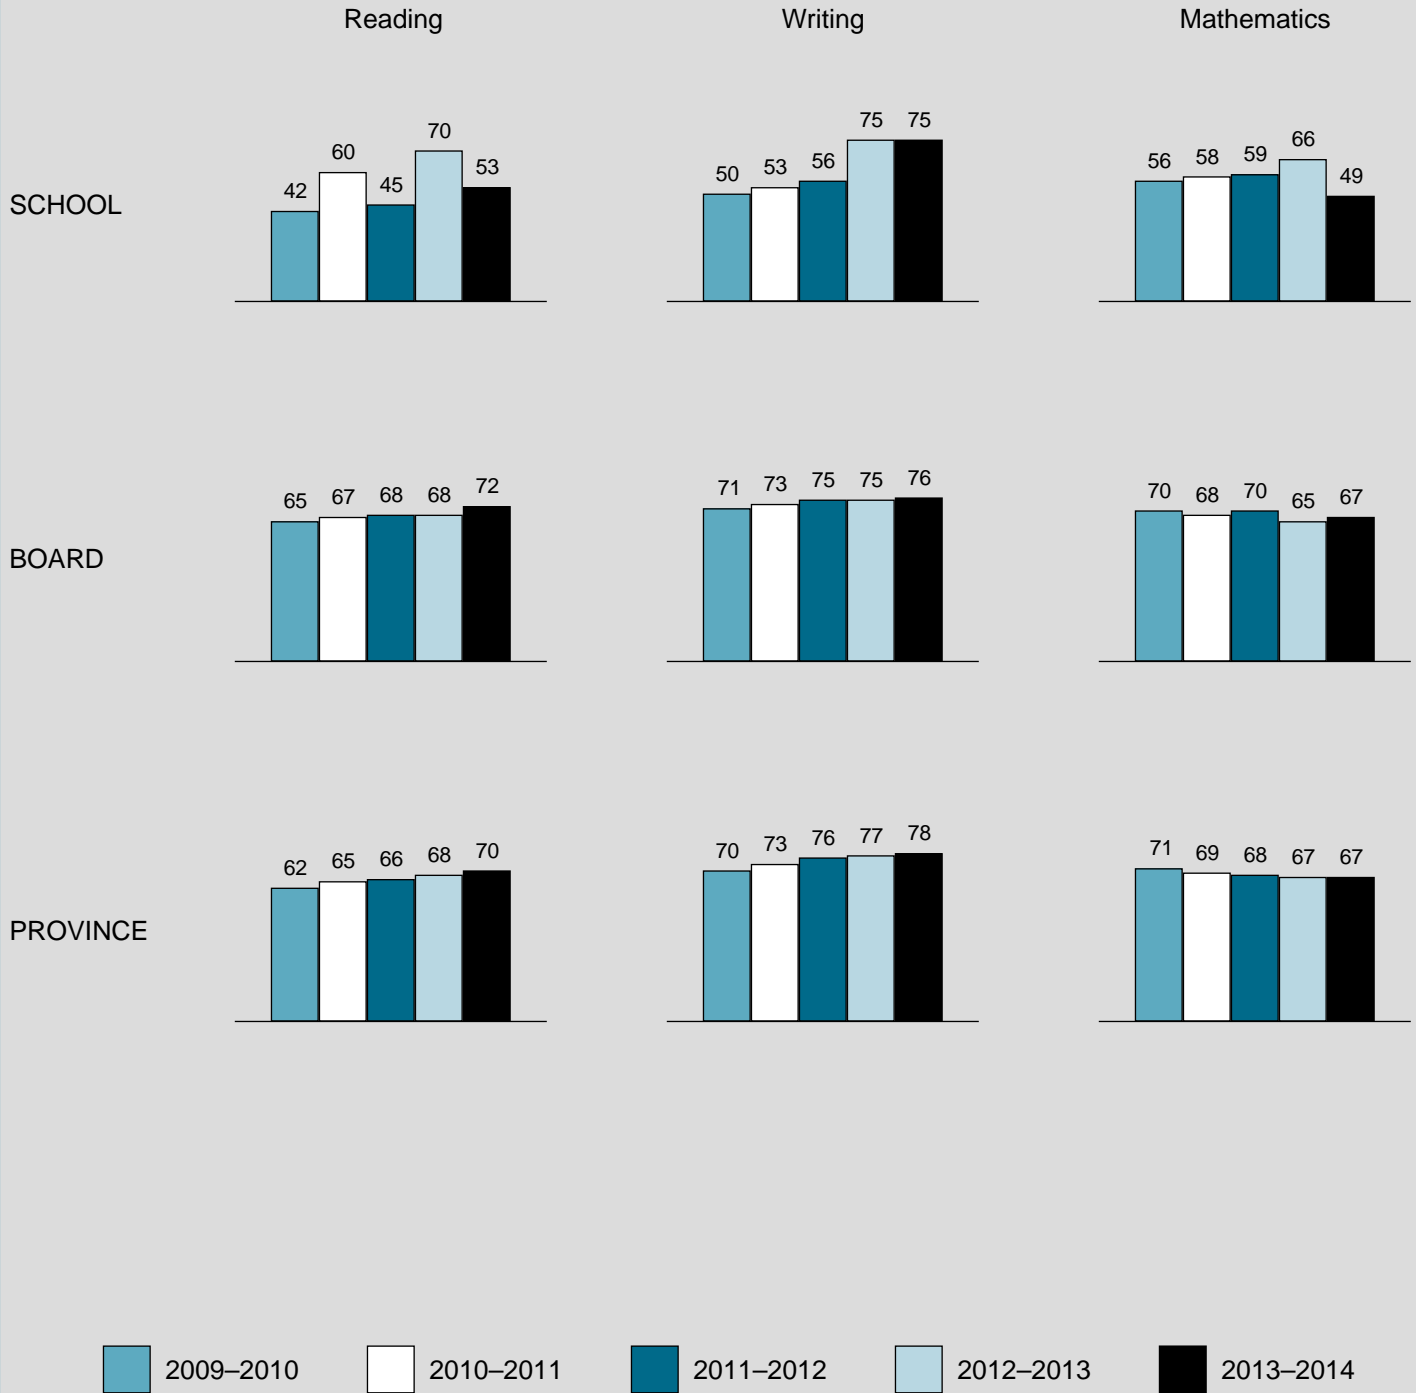 Reading Writing Mathematics
SCHOOL
42 60 45 70 53
50 53 56 75 75
56 58 59 66 49
BOARD
65 67 68 68 72
71 73 75 75 76
70 68 70 65 67
PROVINCE
62 65 66 68 70
70 73 76 77 78
71 69 68 67 67
2009–2010 2010–2011 2011–2012 2012–2013 2013–2014